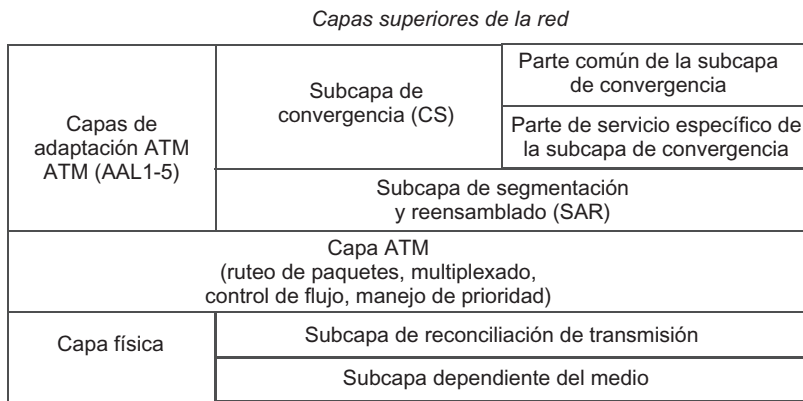 Capas superiores de la red
Capas de
adaptación ATM
ATM (AAL1-5)
Subcapa de
convergencia (CS)
Parte común de la subcapa
de convergencia
Parte de servicio específico de
la subcapa de convergencia
Subcapa de segmentación
y reensamblado (SAR)
Capa ATM
(ruteo de paquetes, multiplexado,
control de flujo, manejo de prioridad)
Capa física
Subcapa de reconciliación de transmisión
Subcapa dependiente del medio